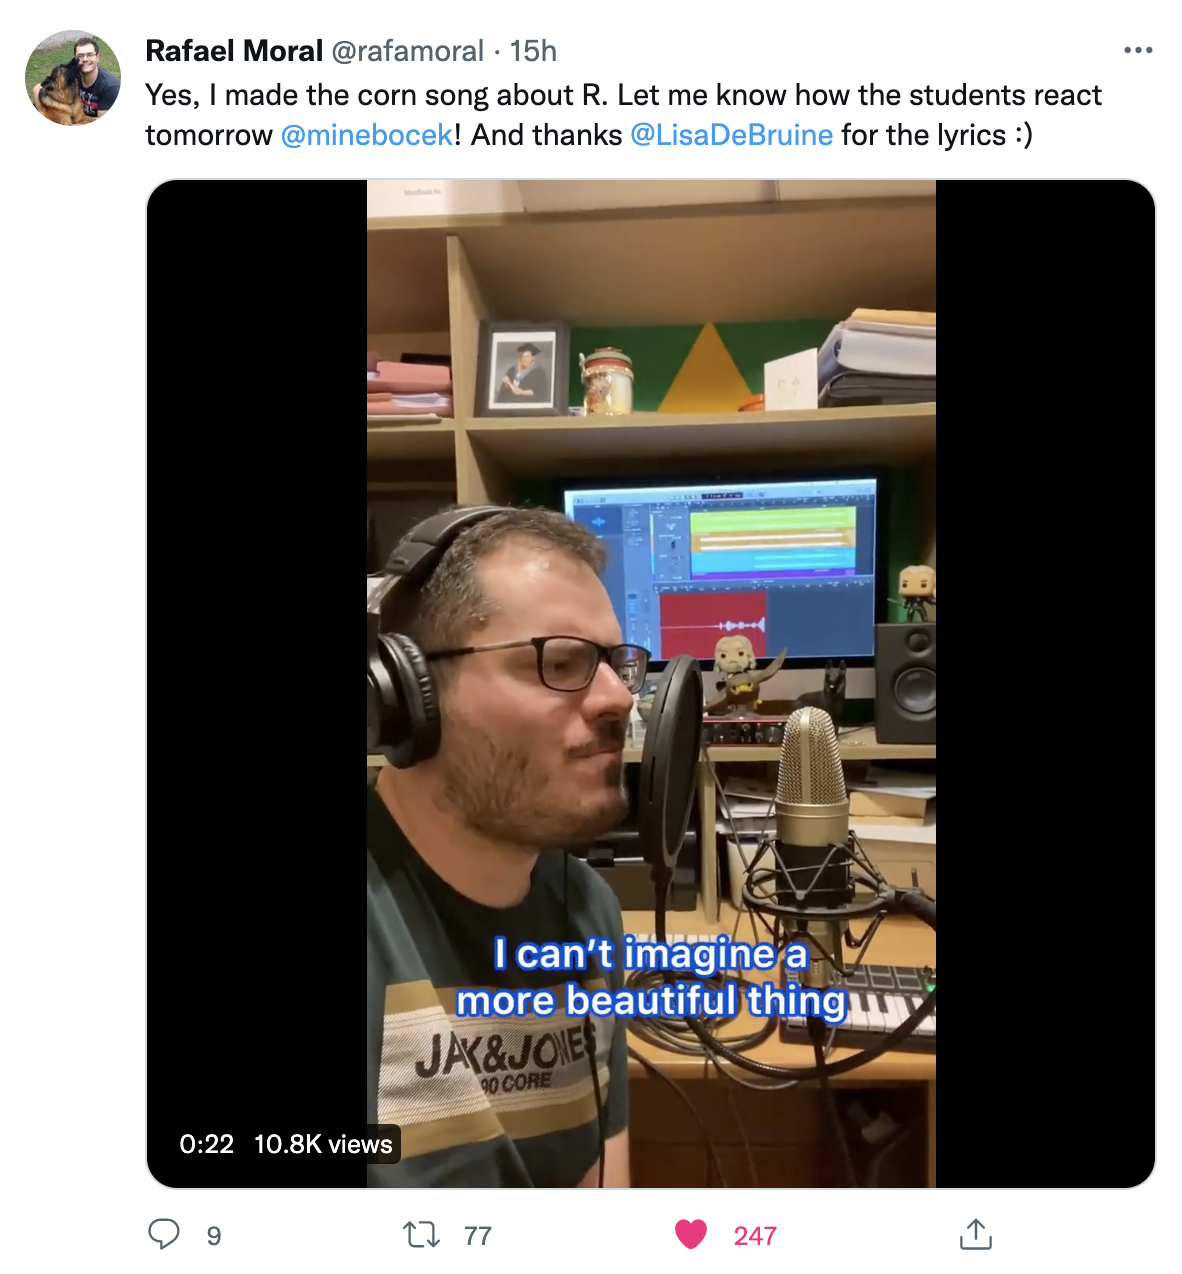 Rafael Moral @rafamoral · 15h
Yes, I made the corn song about R. Let me know how the students react
tomorrow @minebocek! And thanks @LisaDeBruine for the lyrics :)
MacBook Air
I can't imagine a
more beautiful thing
JACK&JONES
90 CORE
0:22 10.8K views
9 77 247